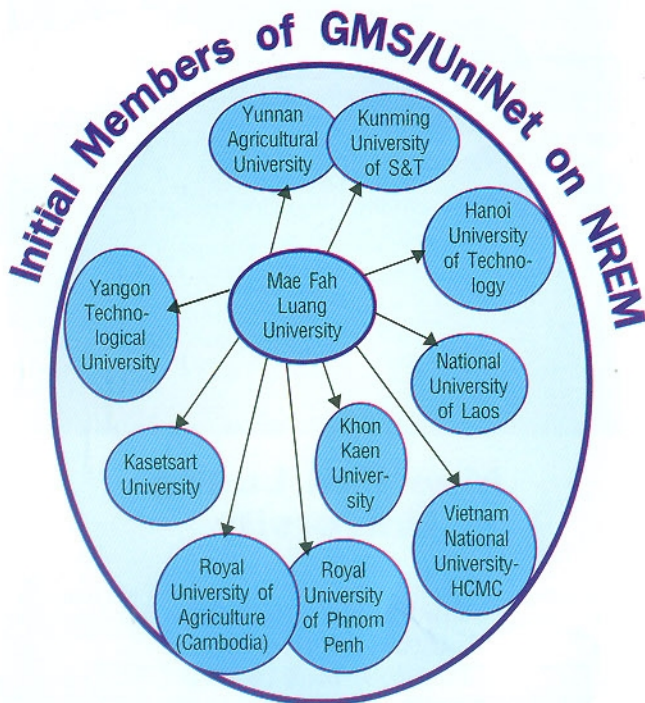 Initial Members of GMS/UniNet on NREM
Yunnan
Agricultural
University
Kunming
University
of S&T
Hanoi
University
of Techno-
logy
Mae Fah
Luang
University
Yangon
Techno-
logical
University
National
University
of Laos
Khon
Kaen
Univer-
sity
Kasetsart
University
Vietnam
National
University-
HCMC
Royal
University of
Agriculture
(Cambodia)
Royal
University
of Phnom
Penh